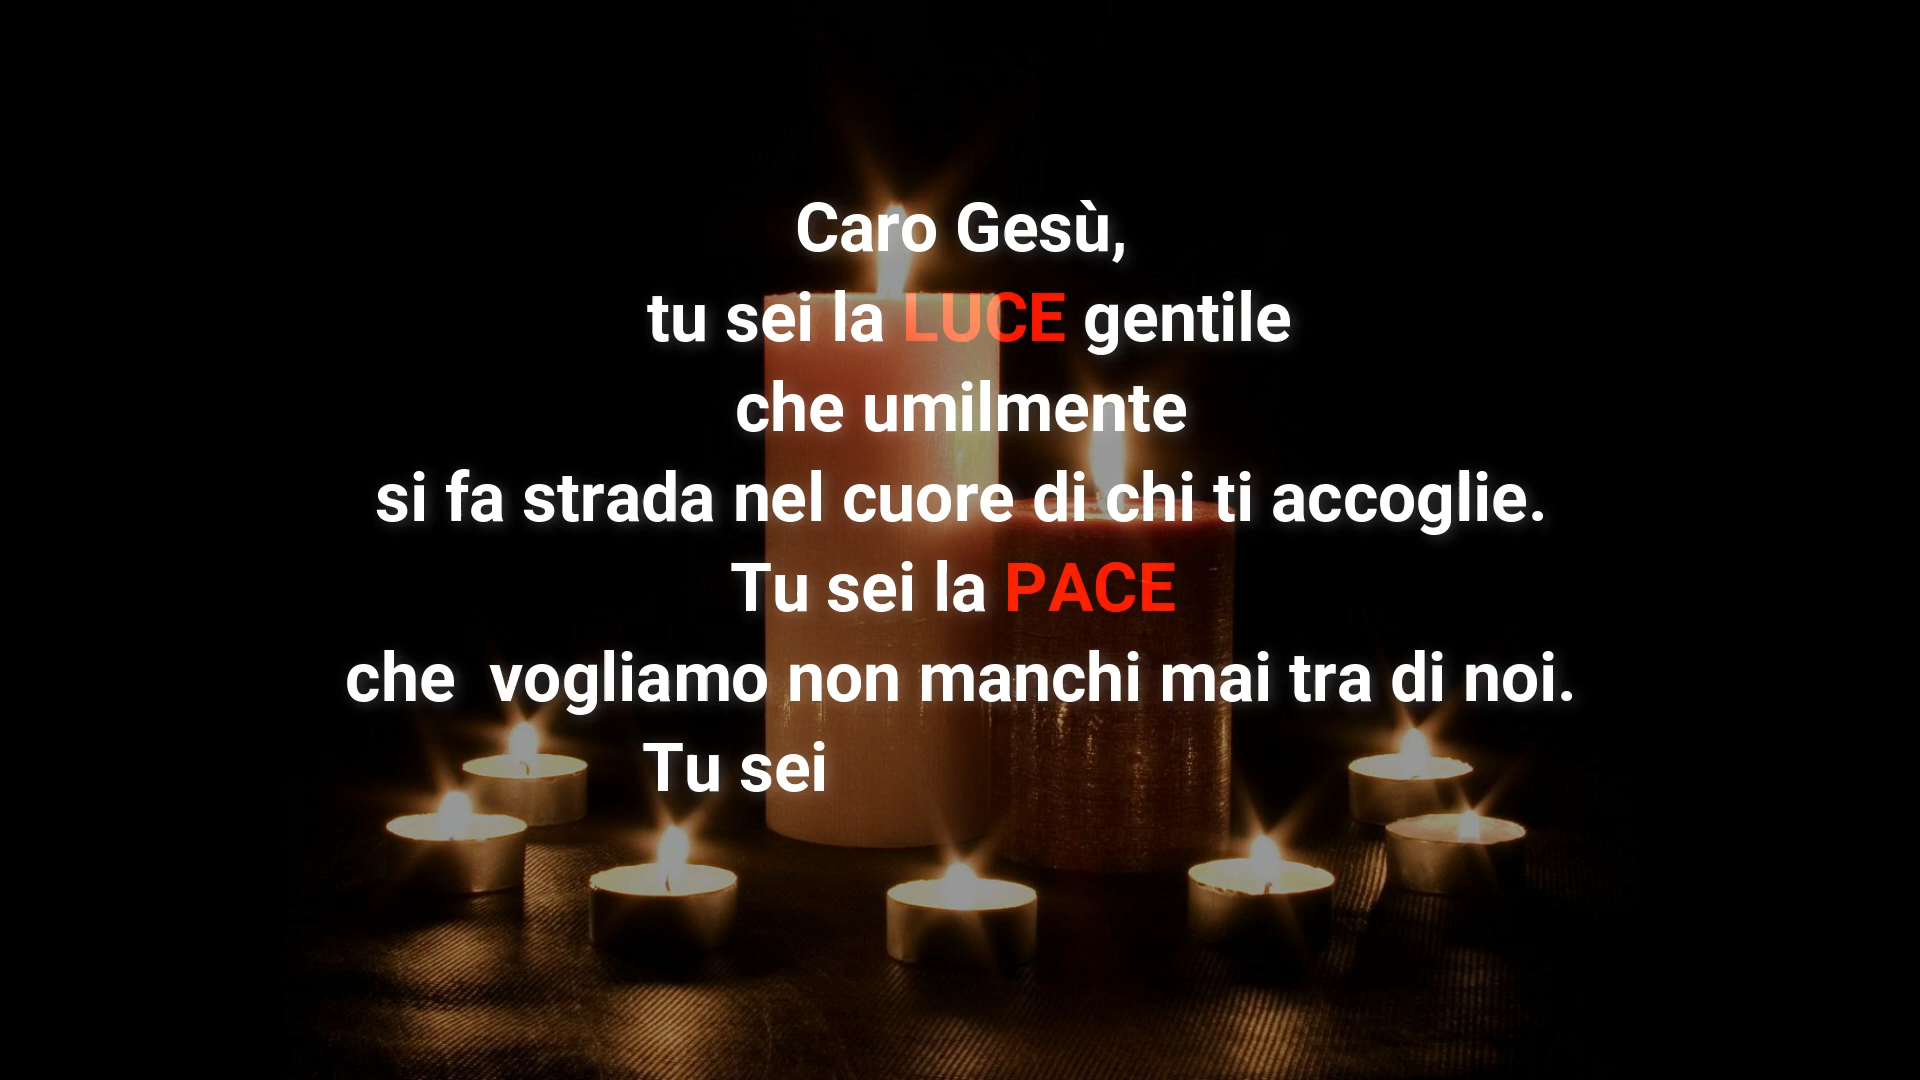 Caro Gesù,
tu sei la LUCE gentile
che umilmente
si fa strada nel cuore di chi ti accoglie.
Tu sei la PACE
che  vogliamo non manchi mai tra di noi.
Tu sei